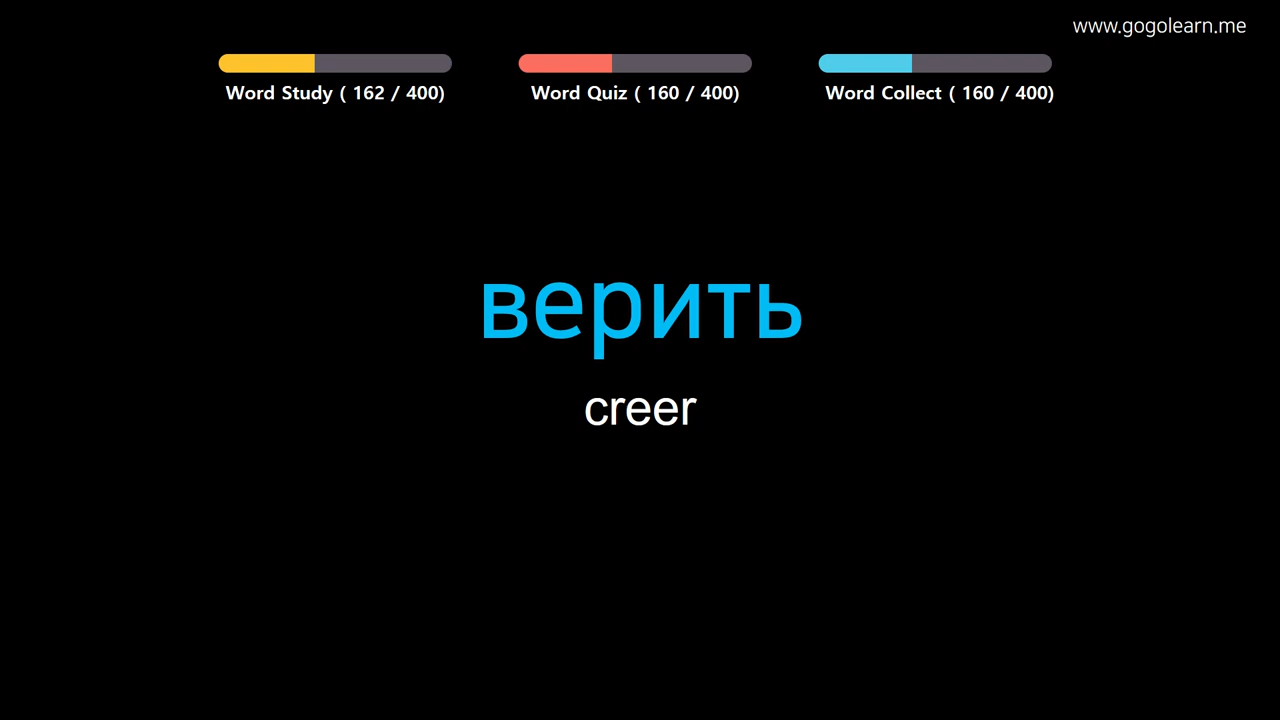 www.gogolearn.me
Word Study ( 162 / 400)
Word Quiz ( 160 / 400)
Word Collect ( 160 / 400)
верить
creer